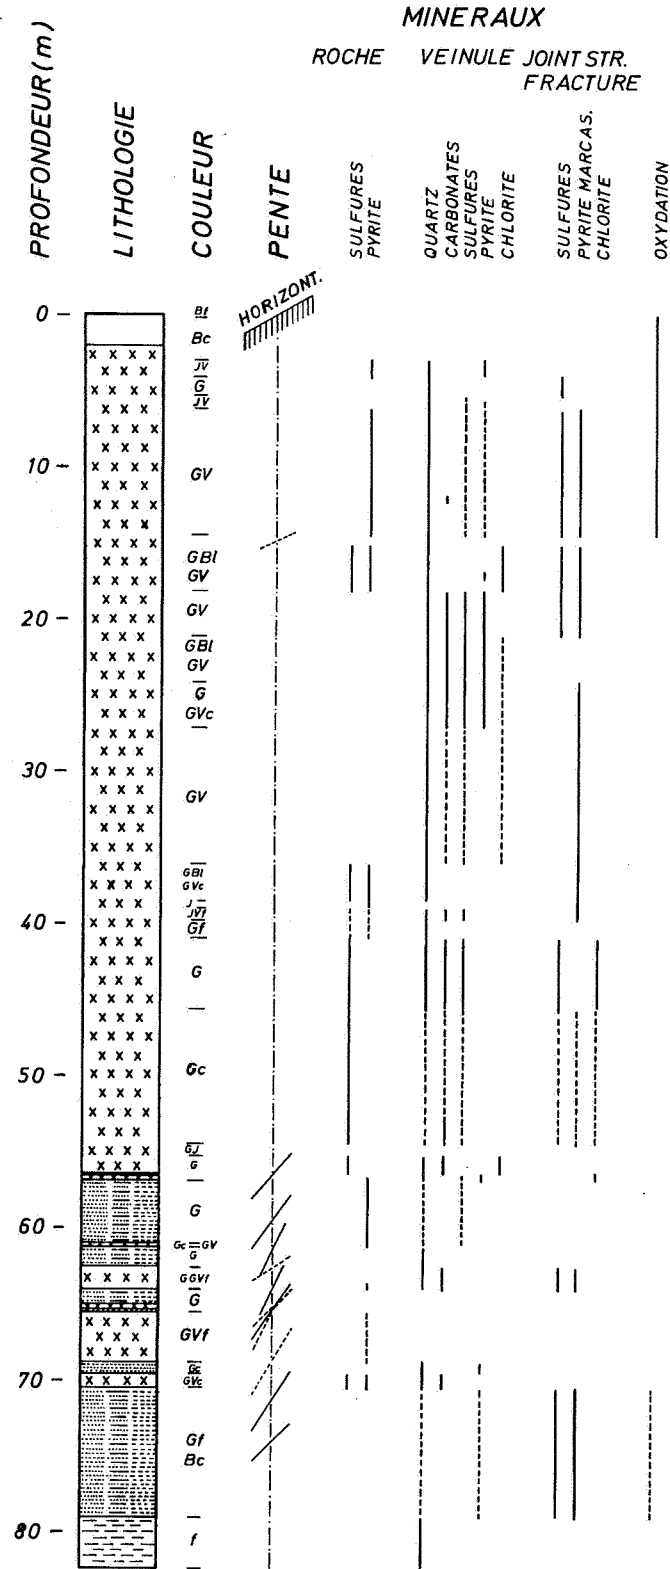 MINERAUX
ROCHE VEINULE JOINT STR.
FRACTURE
PROFONDEUR (m)
LITHOLOGIE
COULEUR
PENTE
SULFURES
PYRITE
QUARTZ
CARBONATES
SULFURES
PYRITE
CHLORITE
SULFURES
PYRITE MARCAS.
CHLORITE
OXYDATION
HORIZONT.
0
Bf
Bc
JV
G
JV
10
GV
GBl
GV
20
GV
GBl
GV
G
GVc
30
GV
GBl
GVc
J
JVf
40
Gf
G
50
Gc
GJ
G
60
G
Gc GV
G
GGVf
G
GVf
Gc
70
GVc
Gf
Bc
80
f